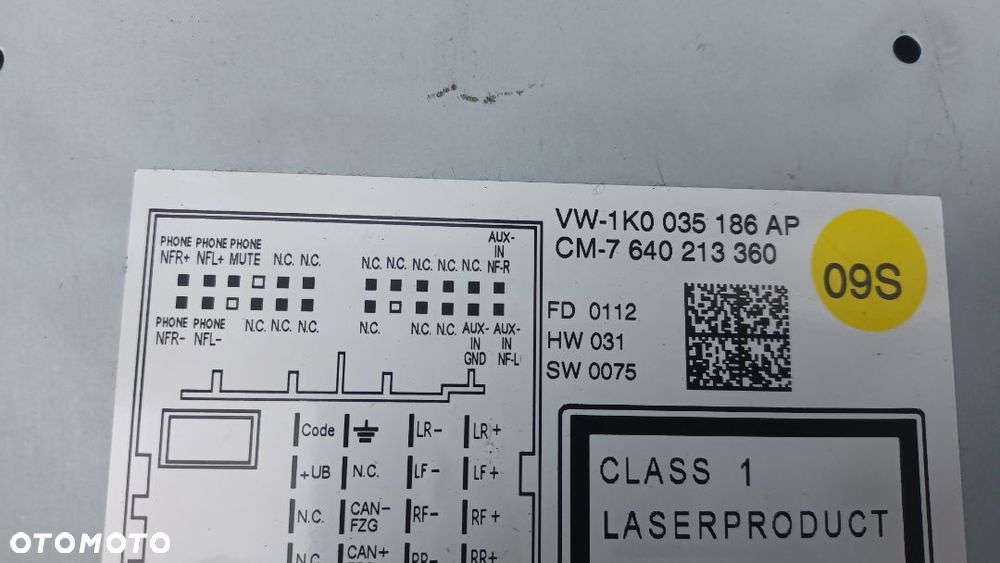 VW-1K0 035 186 AP
CM-7 640 213 360
09S
FD 0112
HW 031
SW 0075
PHONE PHONE PHONE
NFR+ NFL+ MUTE N.C. N.C.
N.C. N.C. N.C. N.C. N.C. AUX-IN NF-R
PHONE PHONE
NFR- NFL- N.C. N.C. N.C.
N.C. N.C. N.C. AUX-IN GND AUX-IN NF-L
Code LR- LR+
+UB N.C. LF- LF+
N.C. CAN-FZG RF- RF+
N.C. CAN+ RR- RR+
CLASS 1
LASERPRODUCT
OTOMOTO